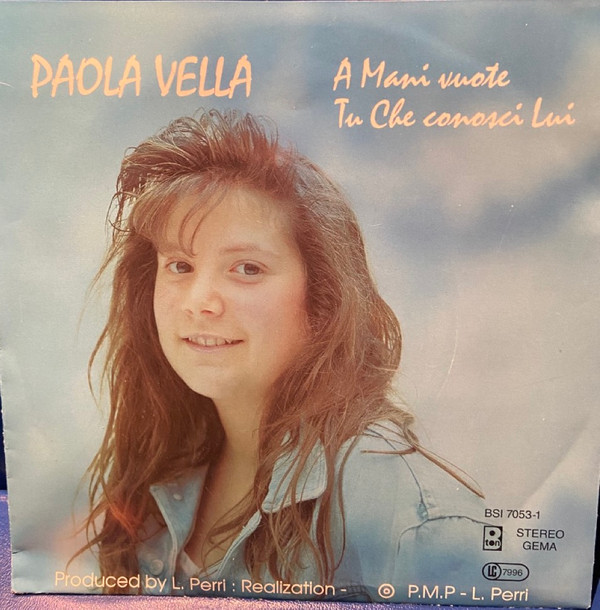 PAOLA VELLA
A Mani vuote
Tu Che conosci Lui
BSI 7053-1
B ton
STEREO
GEMA
LC 7996
Produced by L. Perri : Realization - ℗ P.M.P - L. Perri